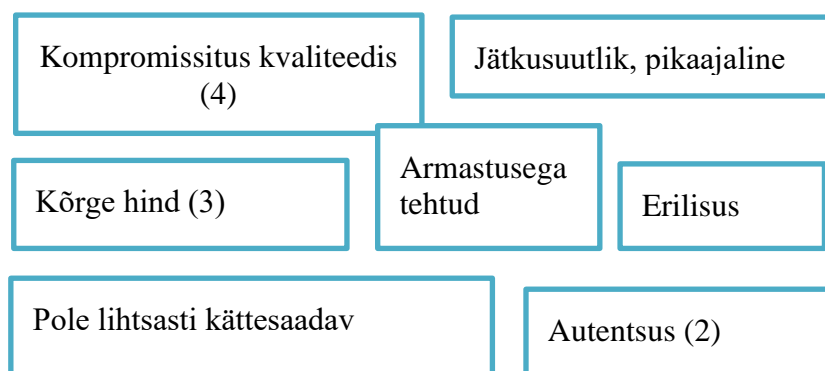 Kompromissitus kvaliteedis
(4)
Jätkusuutlik, pikaajaline
Armastusega
tehtud
Kõrge hind (3)
Erilisus
Pole lihtsasti kättesaadav
Autentsus (2)